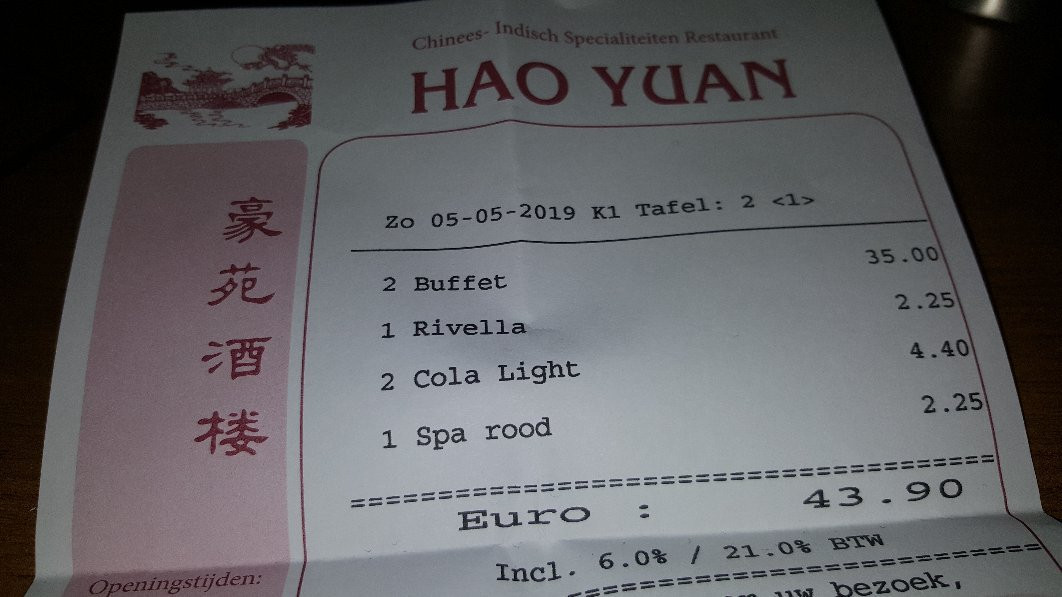 Chinees- Indisch Specialiteiten Restaurant
HAO YUAN
豪苑酒楼
Zo 05-05-2019 K1 Tafel: 2 <1>
2 Buffet 35.00
1 Rivella 2.25
2 Cola Light 4.40
1 Spa rood 2.25
================================================
Euro : 43.90
Incl. 6.0% / 21.0% BTW
================================
uw bezoek,
Openingstijden: